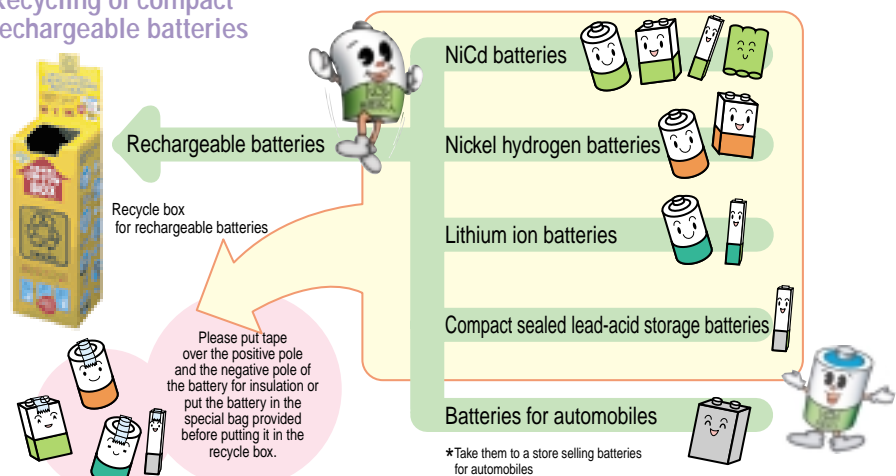 Recycling of compact
rechargeable batteries
NiCd batteries
Rechargeable batteries
Nickel hydrogen batteries
Recycle box
for rechargeable batteries
Lithium ion batteries
Compact sealed lead-acid storage batteries
Please put tape
over the positive pole
and the negative pole of
the battery for insulation or
put the battery in the
special bag provided
before putting it in the
recycle box.
Batteries for automobiles
*Take them to a store selling batteries
for automobiles
BOX